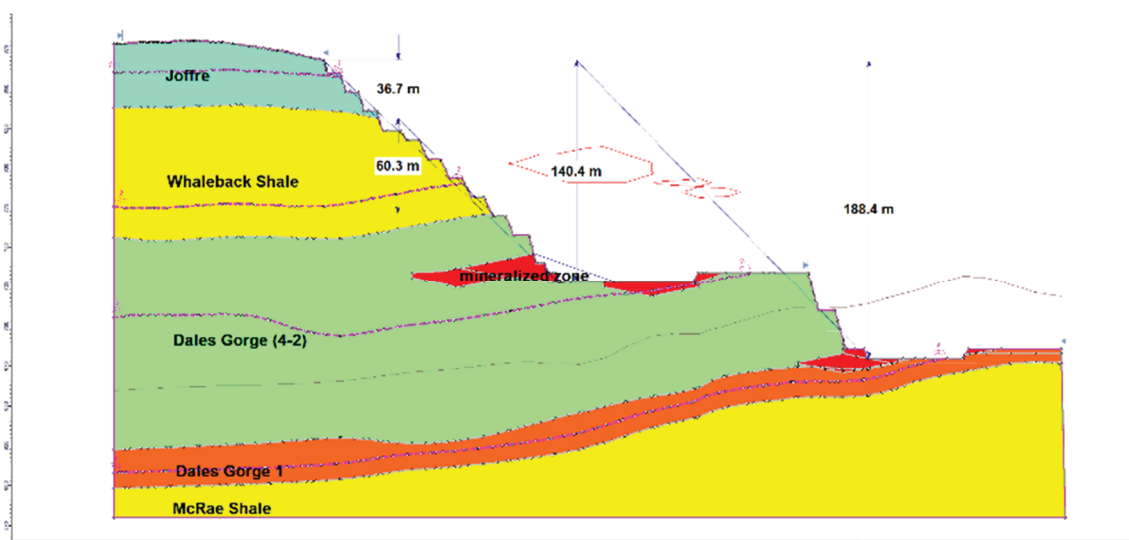 Joffre
36.7 m
Whaleback Shale
60.3 m
140.4 m
188.4 m
mineralized zone
Dales Gorge (4-2)
Dales Gorge 1
McRae Shale